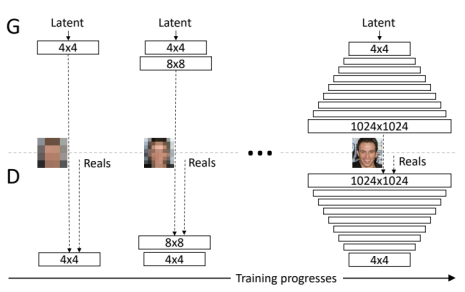 G
Latent
Latent
Latent
4x4
4x4
4x4
8x8
1024x1024
Reals
Reals
Reals
D
1024x1024
8x8
4x4
4x4
4x4
Training progresses